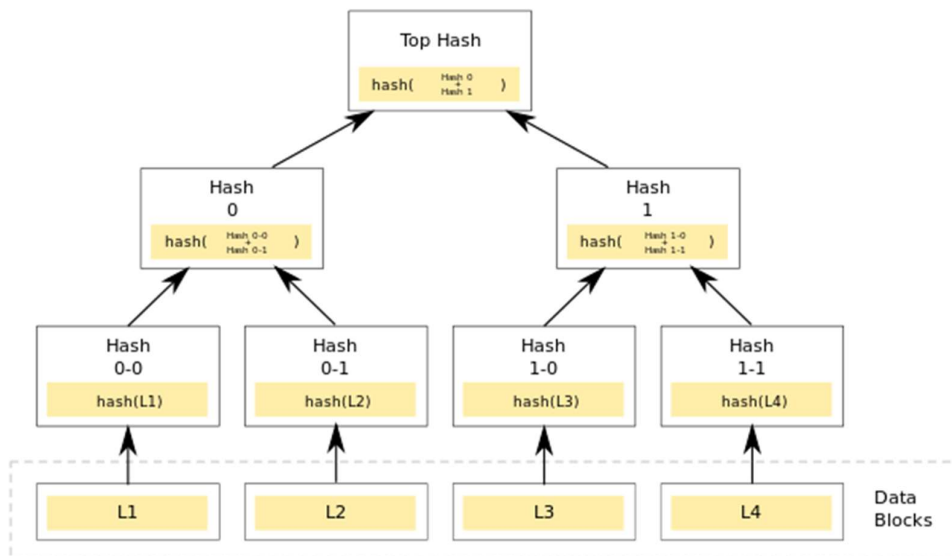 Top Hash
hash( Hash 0 + Hash 1 )
Hash
0
hash( Hash 0-0 + Hash 0-1 )
Hash
1
hash( Hash 1-0 + Hash 1-1 )
Hash
0-0
hash(L1)
Hash
0-1
hash(L2)
Hash
1-0
hash(L3)
Hash
1-1
hash(L4)
L1
L2
L3
L4
Data
Blocks